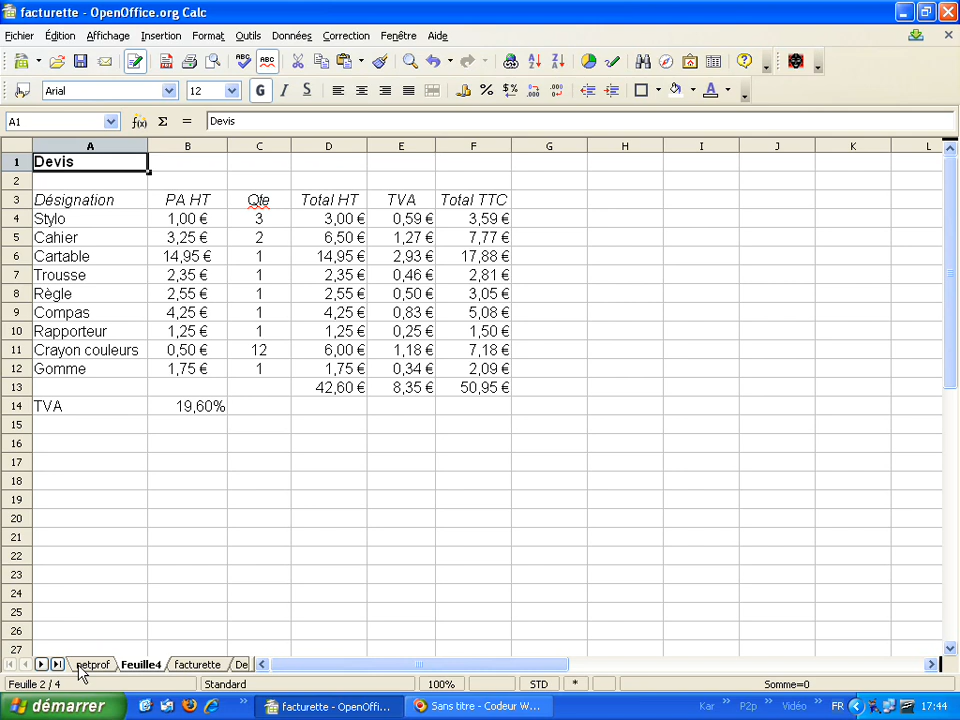 facturette - OpenOffice.org Calc
Fichier Édition Affichage Insertion Format Outils Données Correction Fenêtre Aide
Arial 12 G I S
A1 Devis
A B C D E F G H I J K L
1 Devis
2
3 Désignation PA HT Qte Total HT TVA Total TTC
4 Stylo 1,00 € 3 3,00 € 0,59 € 3,59 €
5 Cahier 3,25 € 2 6,50 € 1,27 € 7,77 €
6 Cartable 14,95 € 1 14,95 € 2,93 € 17,88 €
7 Trousse 2,35 € 1 2,35 € 0,46 € 2,81 €
8 Règle 2,55 € 1 2,55 € 0,50 € 3,05 €
9 Compas 4,25 € 1 4,25 € 0,83 € 5,08 €
10 Rapporteur 1,25 € 1 1,25 € 0,25 € 1,50 €
11 Crayon couleurs 0,50 € 12 6,00 € 1,18 € 7,18 €
12 Gomme 1,75 € 1 1,75 € 0,34 € 2,09 €
13 42,60 € 8,35 € 50,95 €
14 TVA 19,60%
15
16
17
18
19
20
21
22
23
24
25
26
27
netprof Feuille4 facturette De
Feuille 2 / 4 Standard 100% STD * Somme=0
démarrer facturette - OpenOffi... Sans titre - Codeur W... Kar P2p Vidéo FR 17:44